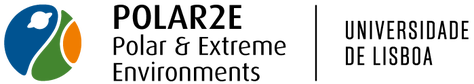 POLAR2E
Polar & Extreme
Environments
UNIVERSIDADE
DE LISBOA